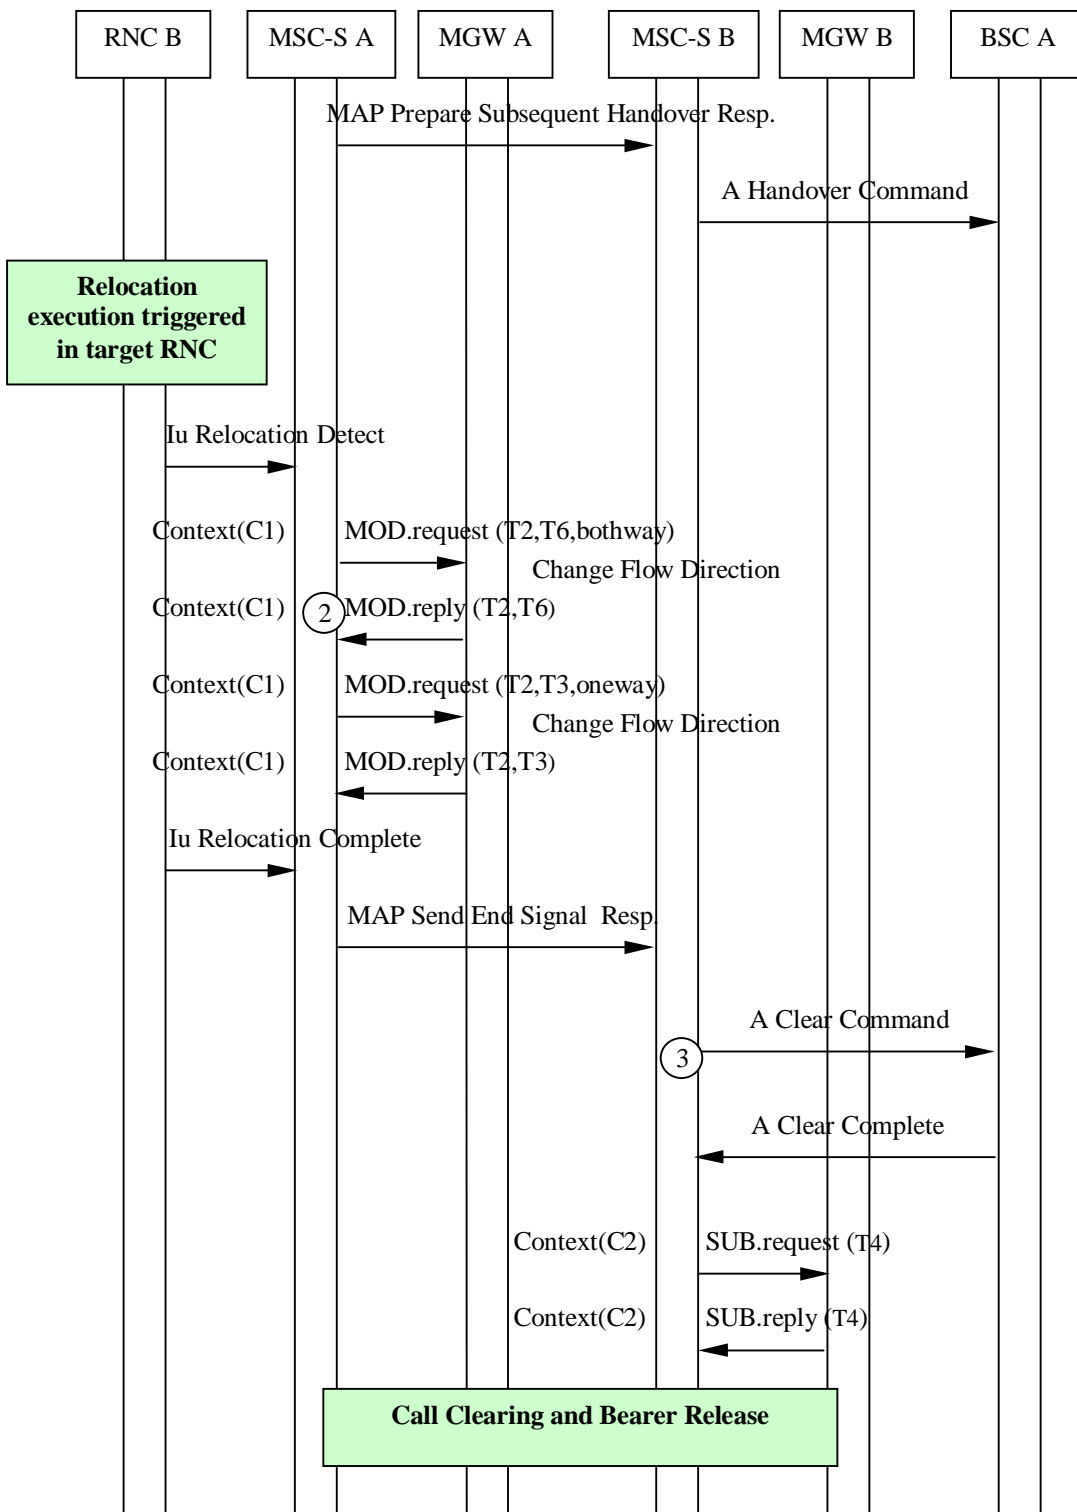 RNC B MSC-S A MGW A MSC-S B MGW B BSC A
MAP Prepare Subsequent Handover Resp.
A Handover Command
Relocation
execution triggered
in target RNC
Iu Relocation Detect
Context(C1) MOD.request (T2,T6,bothway)
Change Flow Direction
Context(C1) 2 MOD.reply (T2,T6)
Context(C1) MOD.request (T2,T3,oneway)
Change Flow Direction
Context(C1) MOD.reply (T2,T3)
Iu Relocation Complete
MAP Send End Signal Resp.
A Clear Command
3
A Clear Complete
Context(C2) SUB.request (T4)
Context(C2) SUB.reply (T4)
Call Clearing and Bearer Release